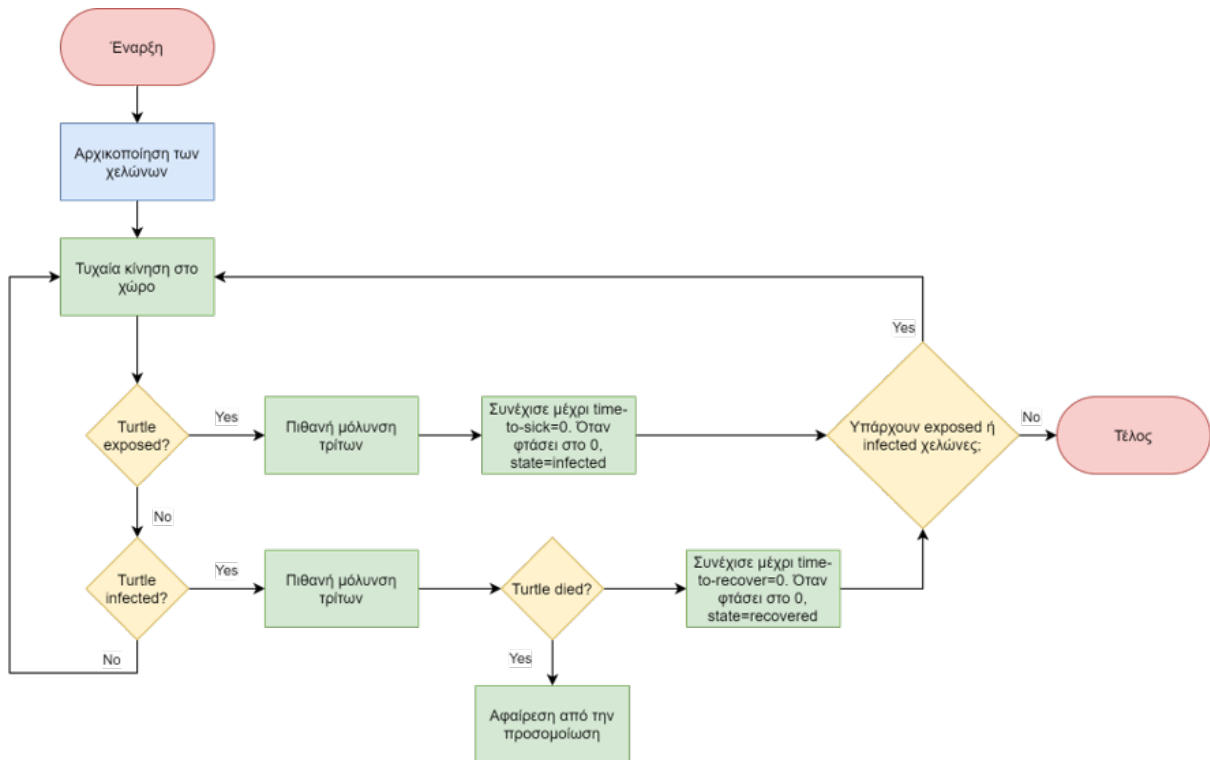 Έναρξη
Αρχικοποίηση των
χελώνων
Τυχαία κίνηση στο
χώρο
Yes
Turtle
exposed?
Yes
Πιθανή μόλυνση
τρίτων
Συνέχισε μέχρι time-
to-sick=0. Όταν
φτάσει στο 0,
state=infected
Υπάρχουν exposed ή
infected χελώνες;
No
Τέλος
No
Turtle
infected?
Yes
Πιθανή μόλυνση
τρίτων
Turtle died?
Συνέχισε μέχρι time-
to-recover=0. Όταν
φτάσει στο 0,
state=recovered
No
Yes
Αφαίρεση από την
προσομοίωση